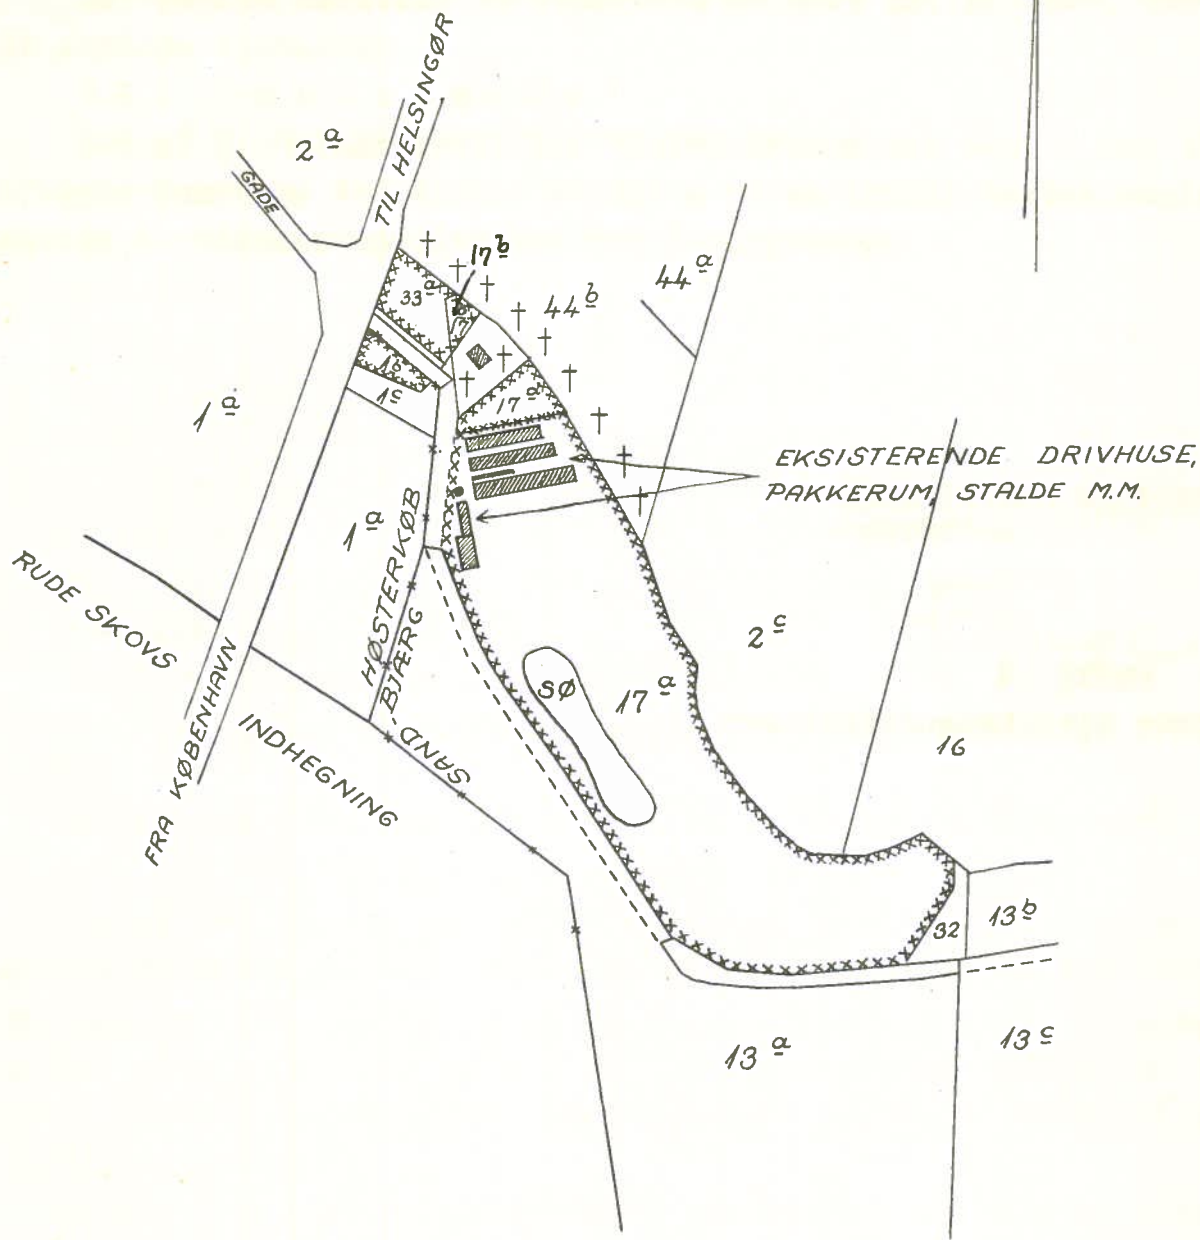 TIL HELSINGØR
2ª
GADE
17b
33a
44b
44a
1b
1c
17a
1a
EKSISTERENDE DRIVHUSE,
PAKKERUM, STALDE M.M.
1a
HØSTERKØB
BJÆRG
SAND
RUDE SKOVS
INDHEGNING
FRA KØBENHAVN
SØ
17a
2c
16
32
13b
13a
13c